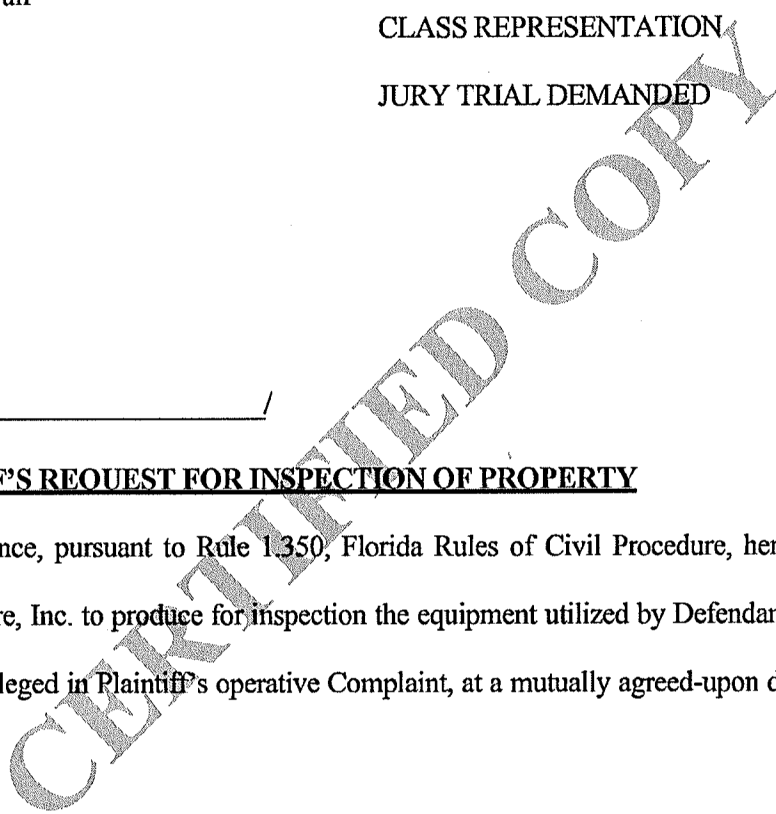 CLASS REPRESENTATION
JURY TRIAL DEMANDED
/
F'S REQUEST FOR INSPECTION OF PROPERTY
nce, pursuant to Rule 1.350, Florida Rules of Civil Procedure, her
re, Inc. to produce for inspection the equipment utilized by Defendan
leged in Plaintiff's operative Complaint, at a mutually agreed-upon d
CERTIFIED COPY